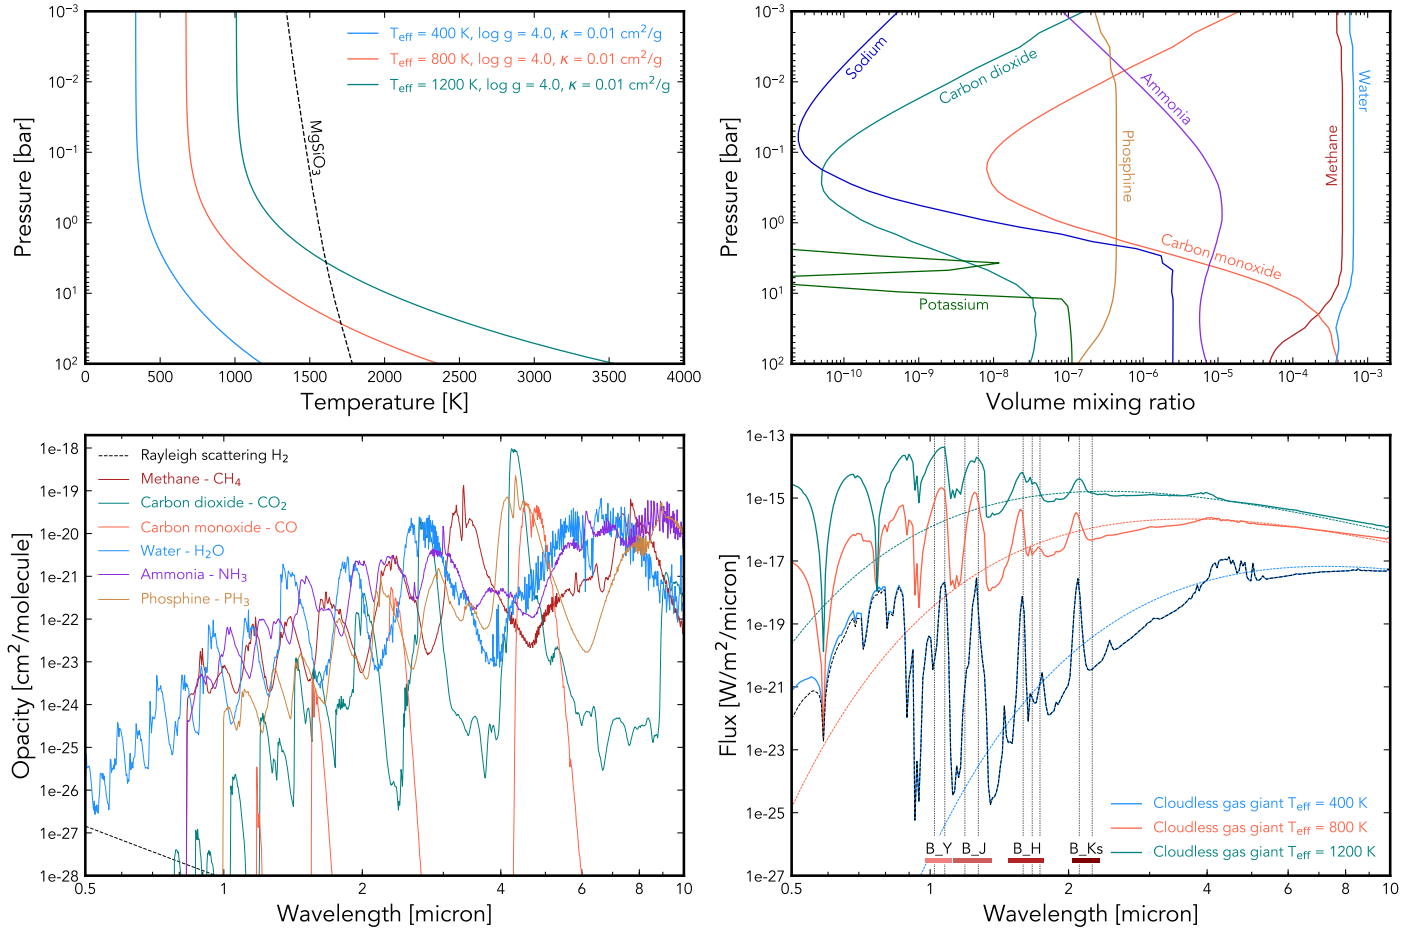 10⁻³
10⁻²
10⁻¹
10⁰
10¹
10²
Pressure [bar]
T_eff = 400 K, log g = 4.0, κ = 0.01 cm²/g
T_eff = 800 K, log g = 4.0, κ = 0.01 cm²/g
T_eff = 1200 K, log g = 4.0, κ = 0.01 cm²/g
MgSiO₃
0 500 1000 1500 2000 2500 3000 3500 4000
Temperature [K]
10⁻³
10⁻²
10⁻¹
10⁰
10¹
10²
Pressure [bar]
Sodium
Carbon dioxide
Ammonia
Water
Phosphine
Methane
Carbon monoxide
Potassium
10⁻¹⁰ 10⁻⁹ 10⁻⁸ 10⁻⁷ 10⁻⁶ 10⁻⁵ 10⁻⁴ 10⁻³
Volume mixing ratio
1e-18
1e-19
1e-20
1e-21
1e-22
1e-23
1e-24
1e-25
1e-26
1e-27
1e-28
Opacity [cm²/molecule]
Rayleigh scattering H₂
Methane - CH₄
Carbon dioxide - CO₂
Carbon monoxide - CO
Water - H₂O
Ammonia - NH₃
Phosphine - PH₃
0.5 1 2 4 6 8 10
Wavelength [micron]
1e-13
1e-15
1e-17
1e-19
1e-21
1e-23
1e-25
1e-27
Flux [W/m²/micron]
Cloudless gas giant T_eff = 400 K
Cloudless gas giant T_eff = 800 K
Cloudless gas giant T_eff = 1200 K
B_Y B_J B_H B_Ks
0.5 1 2 4 6 8 10
Wavelength [micron]